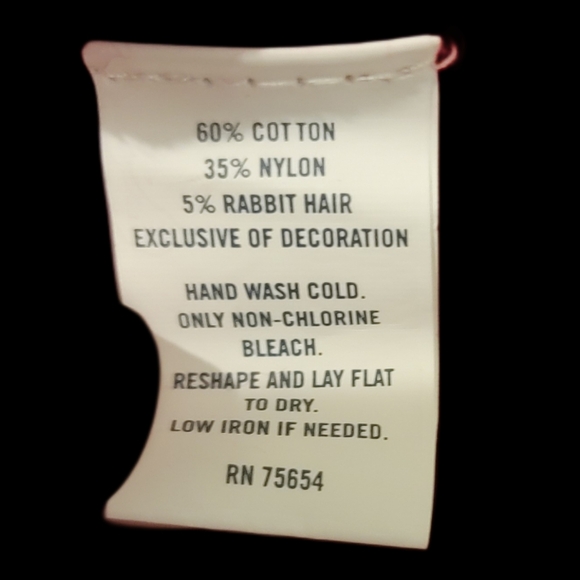 60% COTTON
35% NYLON
5% RABBIT HAIR
EXCLUSIVE OF DECORATION
HAND WASH COLD.
ONLY NON-CHLORINE
BLEACH.
RESHAPE AND LAY FLAT
TO DRY.
LOW IRON IF NEEDED.
RN 75654